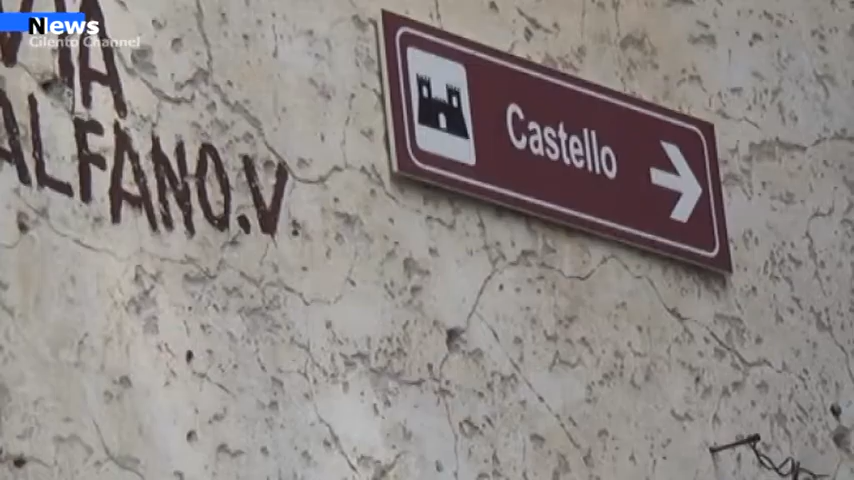 News
Cilento Channel
VIA
ALFANO.V.
Castello